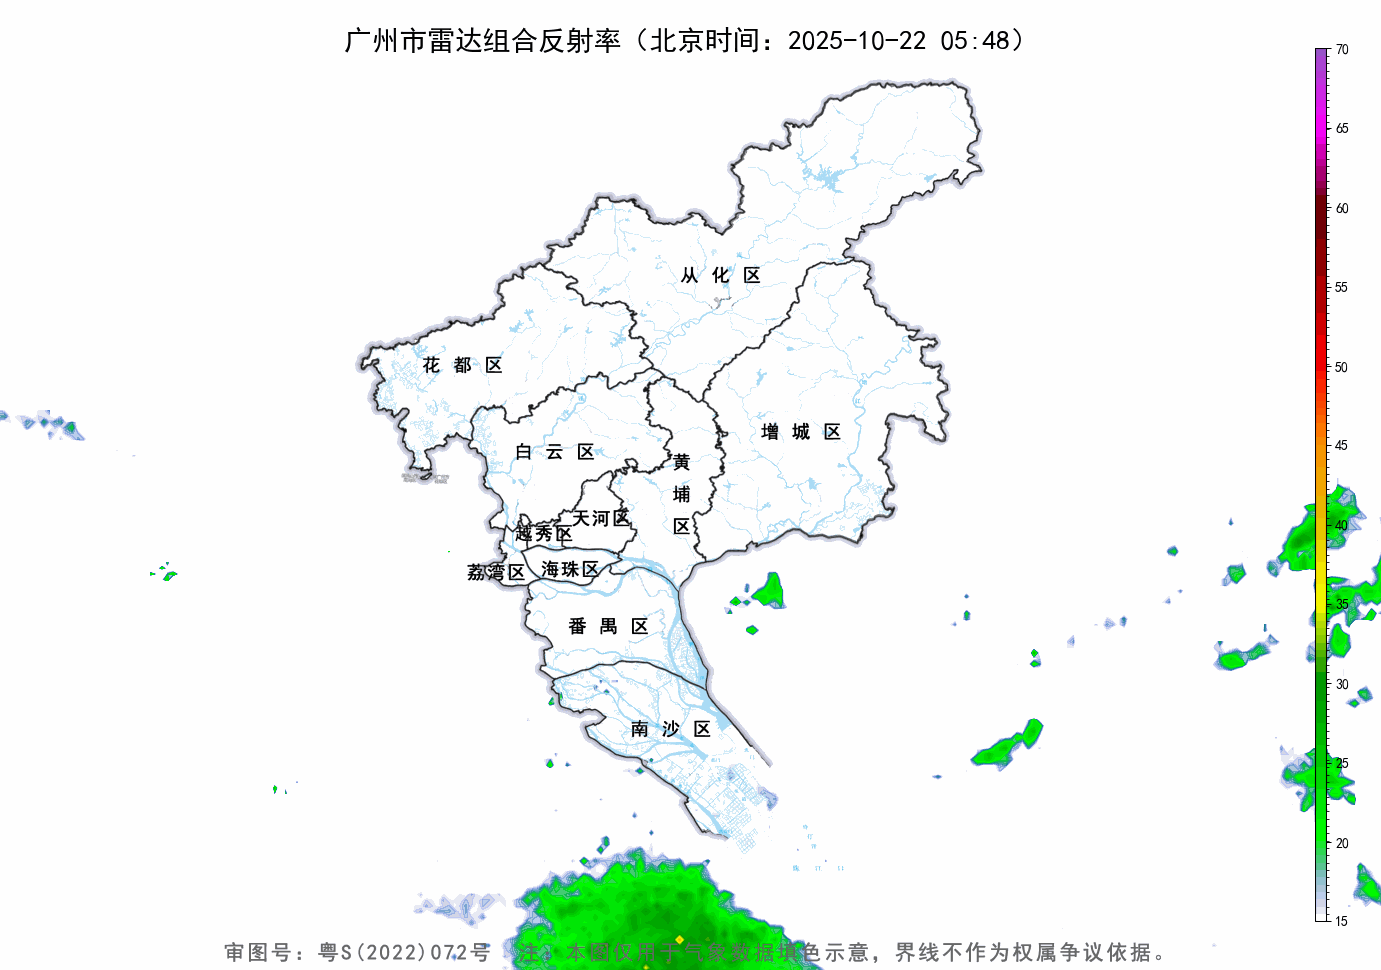 广州市雷达组合反射率（北京时间：2025-10-22 05:48）
70
65
60
55
50
45
40
35
30
25
20
15
从化区
花都区
增城区
白云区
黄埔区
天河区
越秀区
荔湾区
海珠区
番禺区
南沙区
审图号：粤S(2022)072号 注：本图仅用于气象数据填色示意，界线不作为权属争议依据。